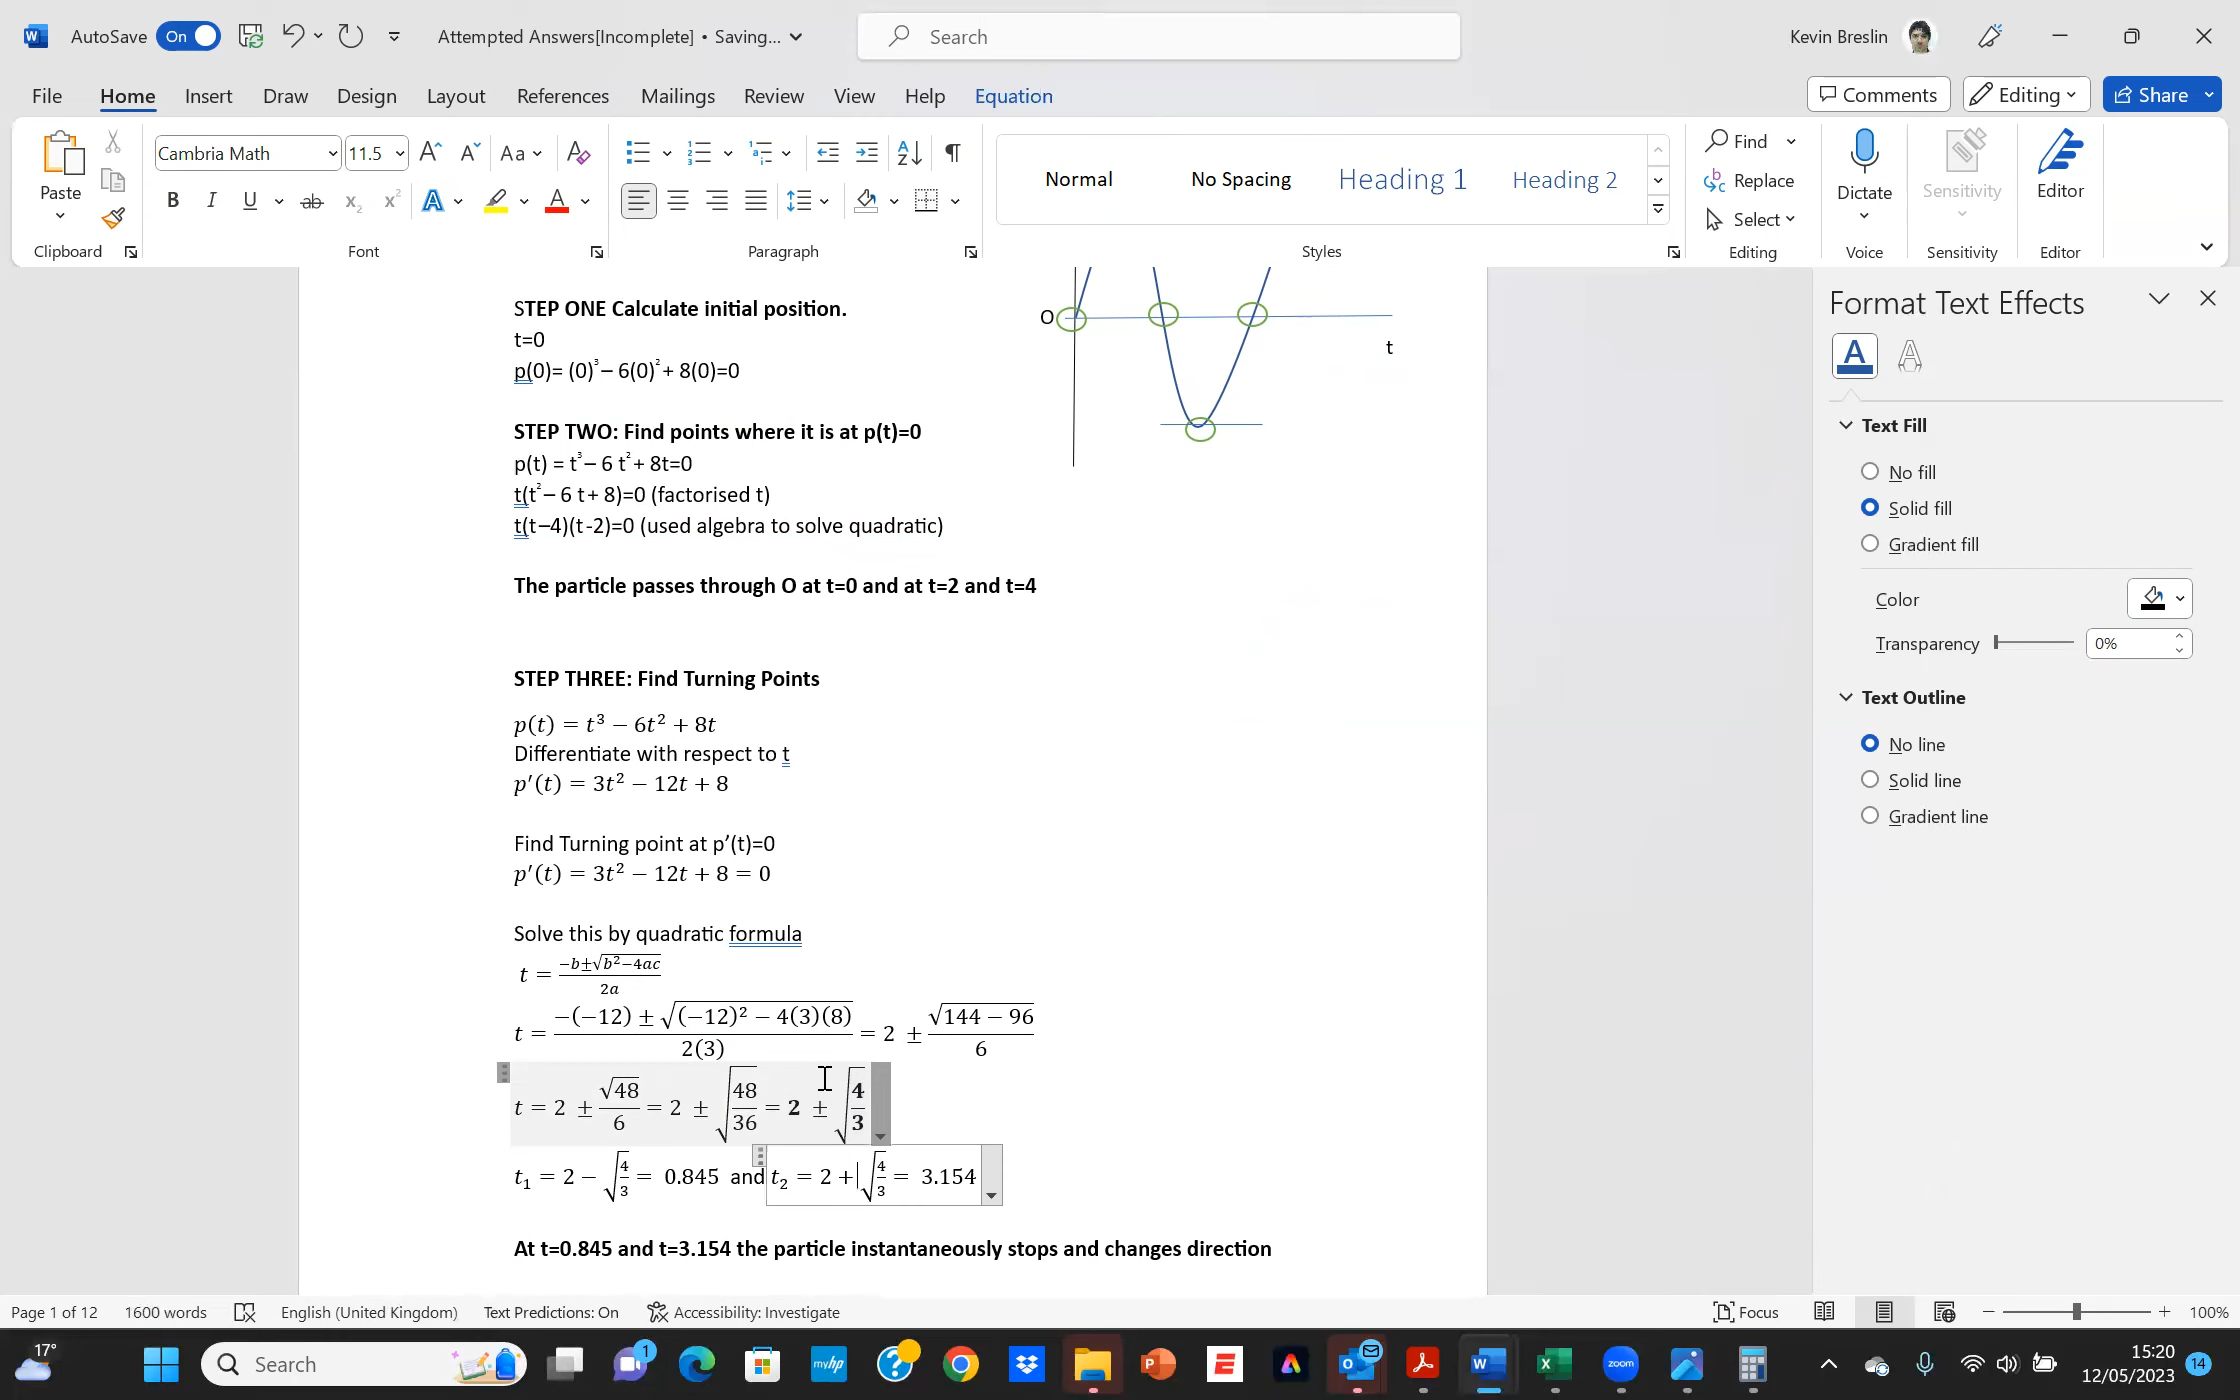 AutoSave On Attempted Answers[Incomplete] • Saving... Search Kevin Breslin
File Home Insert Draw Design Layout References Mailings Review View Help Equation Comments Editing Share
Paste
Clipboard
Cambria Math 11.5 Aa
B I U ab x₂ x² A A
Font
Paragraph
Normal No Spacing Heading 1 Heading 2
Styles
Find
Replace
Select
Editing
Dictate
Voice
Sensitivity
Sensitivity
Editor
Editor
STEP ONE Calculate initial position.
t=0
p(0)= (0)³– 6(0)²+ 8(0)=0
O
t
STEP TWO: Find points where it is at p(t)=0
p(t) = t³– 6 t²+ 8t=0
t(t²– 6 t+ 8)=0 (factorised t)
t(t–4)(t-2)=0 (used algebra to solve quadratic)
The particle passes through O at t=0 and at t=2 and t=4
STEP THREE: Find Turning Points
p(t) = t³ − 6t² + 8t
Differentiate with respect to t
p′(t) = 3t² − 12t + 8
Find Turning point at p’(t)=0
p′(t) = 3t² − 12t + 8 = 0
Solve this by quadratic formula
t = (−b±√(b²−4ac))/2a
t = (−(−12) ± √((−12)² − 4(3)(8)))/2(3) = 2 ± √(144 − 96)/6
t = 2 ± √48/6 = 2 ± √(48/36) = 2 ± √(4/3)
t₁ = 2 − √(4/3) = 0.845 and t₂ = 2 + √(4/3) = 3.154
At t=0.845 and t=3.154 the particle instantaneously stops and changes direction
Format Text Effects
Text Fill
No fill
Solid fill
Gradient fill
Color
Transparency 0%
Text Outline
No line
Solid line
Gradient line
Page 1 of 12 1600 words English (United Kingdom) Text Predictions: On Accessibility: Investigate Focus 100%
17° Search 1 myhp 15:20
12/05/2023 14
zoom